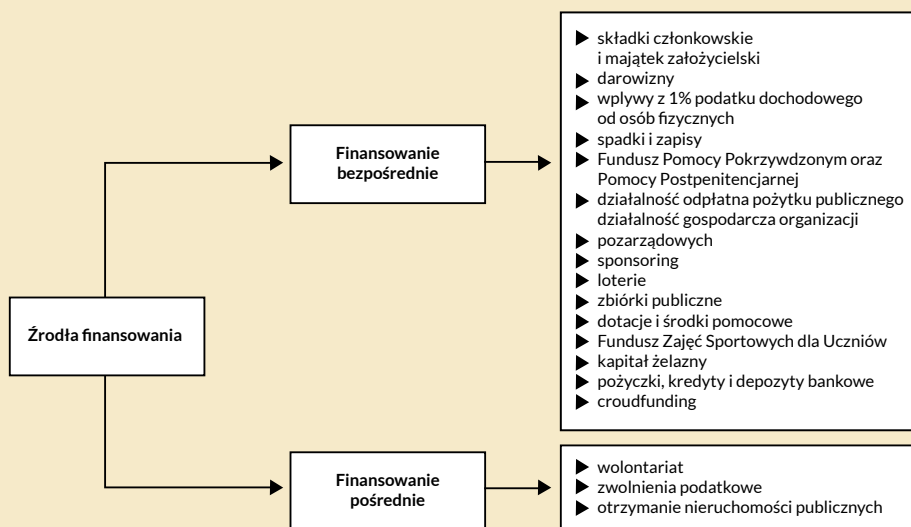 Źrodła finansowania
Finansowanie
bezpośrednie
składki członkowskie
i majątek założycielski
darowizny
wplywy z 1% podatku dochodowego
od osób fizycznych
spadki i zapisy
Fundusz Pomocy Pokrzywdzonym oraz
Pomocy Postpenitencjarnej
działalność odpłatna pożytku publicznego
działalność gospodarcza organizacji
pozarządowych
sponsoring
loterie
zbiórki publiczne
dotacje i środki pomocowe
Fundusz Zajęć Sportowych dla Uczniów
kapitał żelazny
pożyczki, kredyty i depozyty bankowe
croudfunding
Finansowanie
pośrednie
wolontariat
zwolnienia podatkowe
otrzymanie nieruchomości publicznych